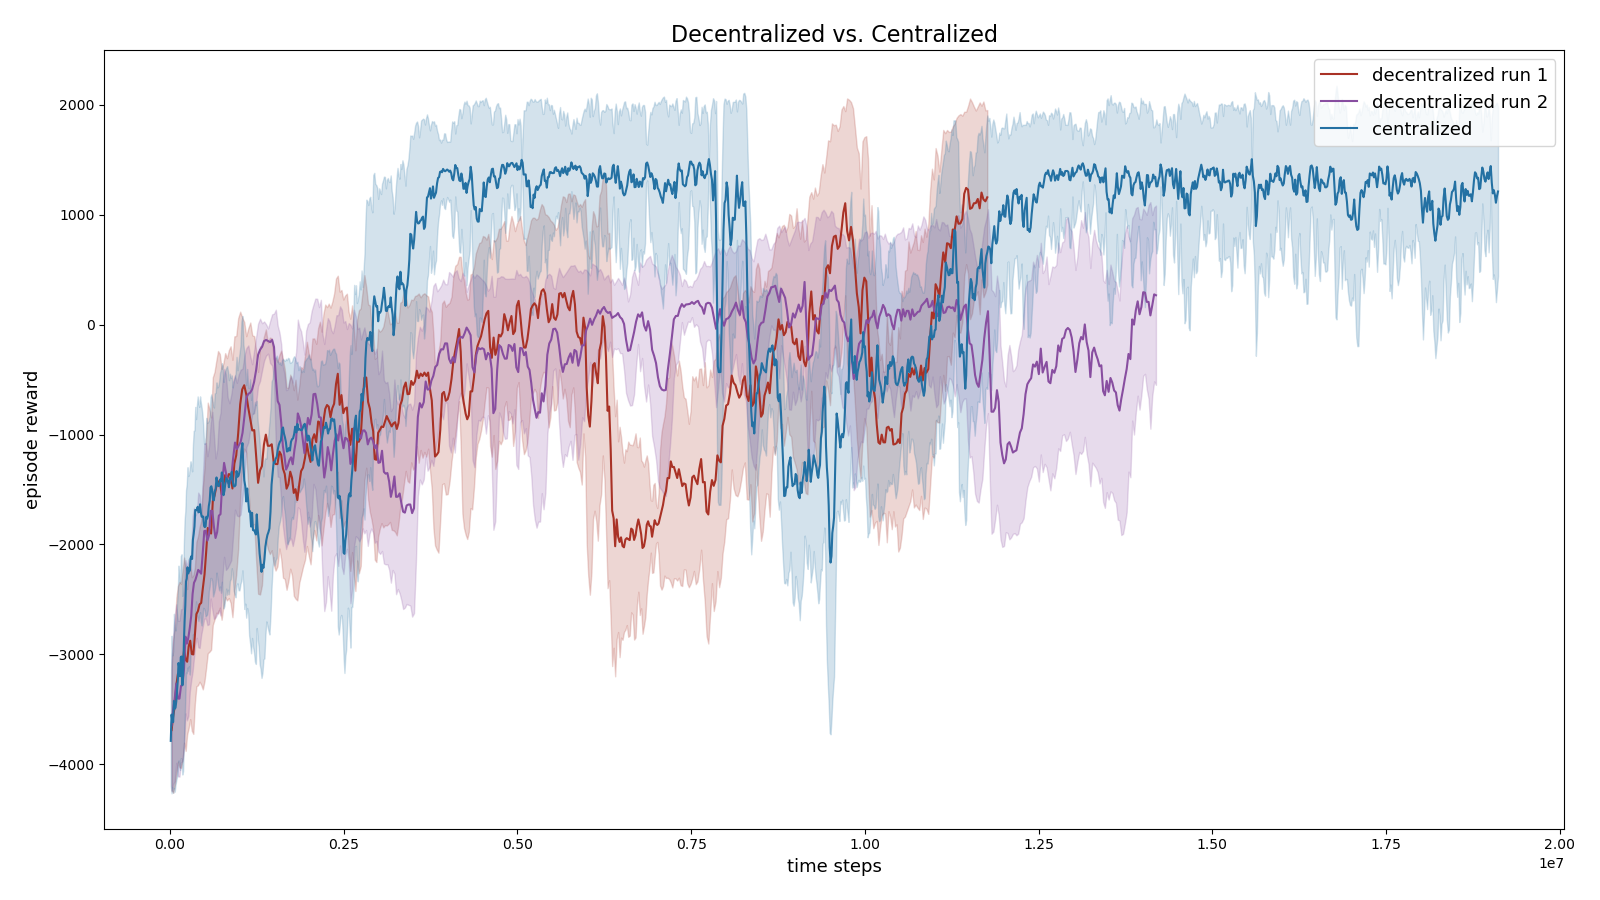 Decentralized vs. Centralized
decentralized run 1
decentralized run 2
centralized
episode reward
2000
1000
0
−1000
−2000
−3000
−4000
0.00 0.25 0.50 0.75 1.00 1.25 1.50 1.75 2.00
1e7
time steps